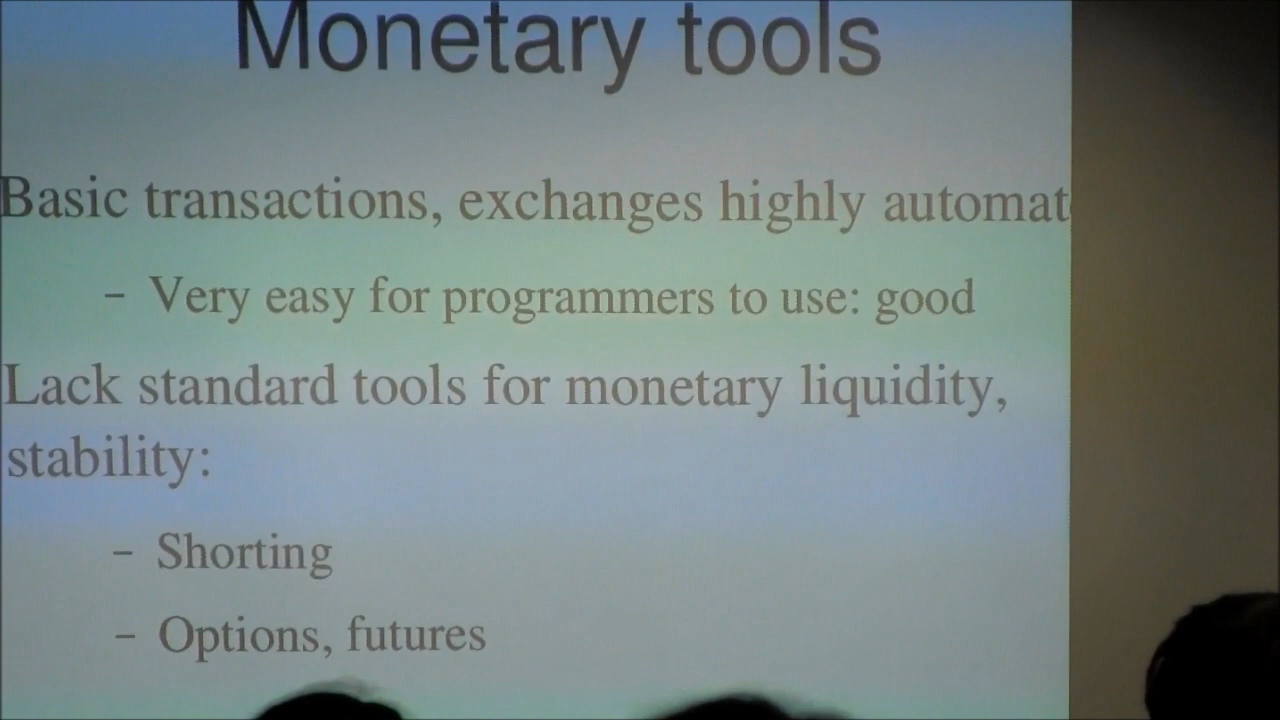 Monetary tools
Basic transactions, exchanges highly automat
– Very easy for programmers to use: good
Lack standard tools for monetary liquidity,
stability:
– Shorting
– Options, futures